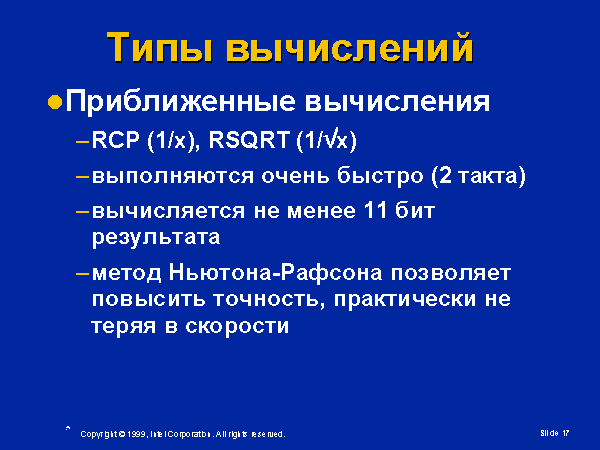 Типы вычислений
●Приближенные вычисления
–RCP (1/x), RSQRT (1/√x)
–выполняются очень быстро (2 такта)
–вычисляется не менее 11 бит
результата
–метод Ньютона-Рафсона позволяет
повысить точность, практически не
теряя в скорости
* Copyright © 1999, Intel Corporation. All rights reserved.
Slide 17